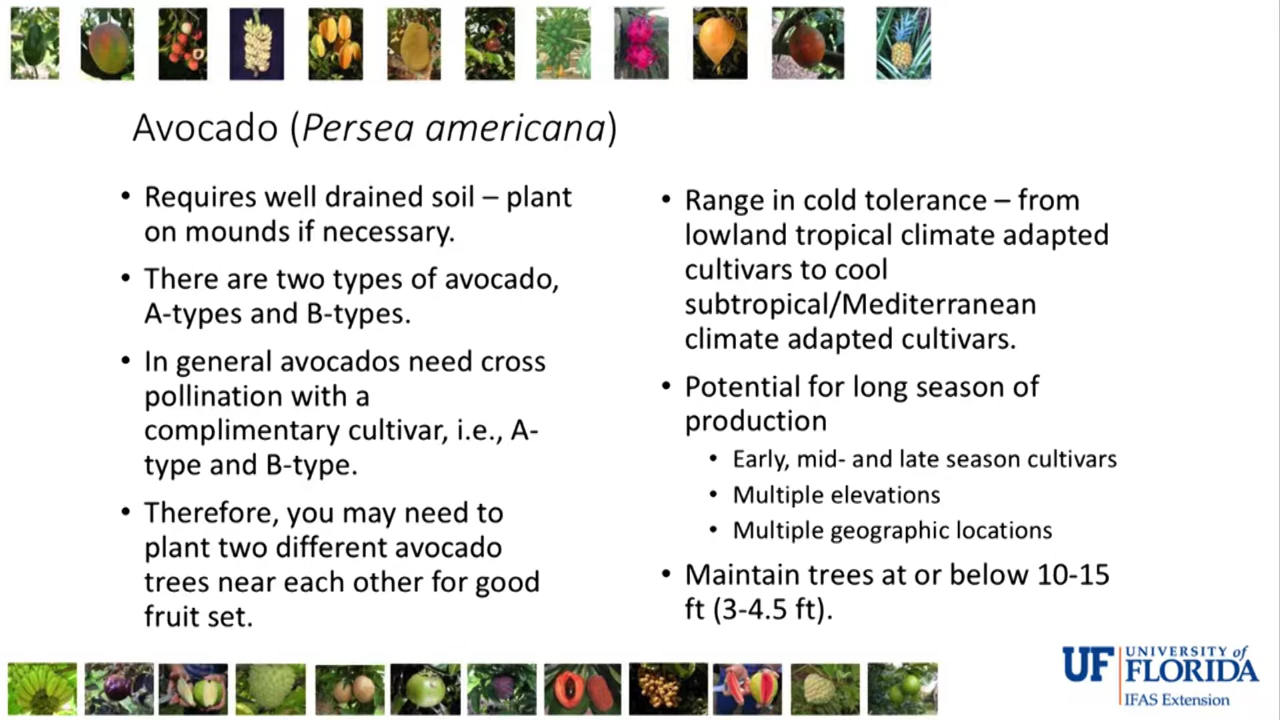 Avocado (Persea americana)
• Requires well drained soil – plant
on mounds if necessary.
• There are two types of avocado,
A-types and B-types.
• In general avocados need cross
pollination with a
complimentary cultivar, i.e., A-
type and B-type.
• Therefore, you may need to
plant two different avocado
trees near each other for good
fruit set.
• Range in cold tolerance – from
lowland tropical climate adapted
cultivars to cool
subtropical/Mediterranean
climate adapted cultivars.
• Potential for long season of
production
• Early, mid- and late season cultivars
• Multiple elevations
• Multiple geographic locations
• Maintain trees at or below 10-15
ft (3-4.5 ft).
UF UNIVERSITY of
FLORIDA
IFAS Extension